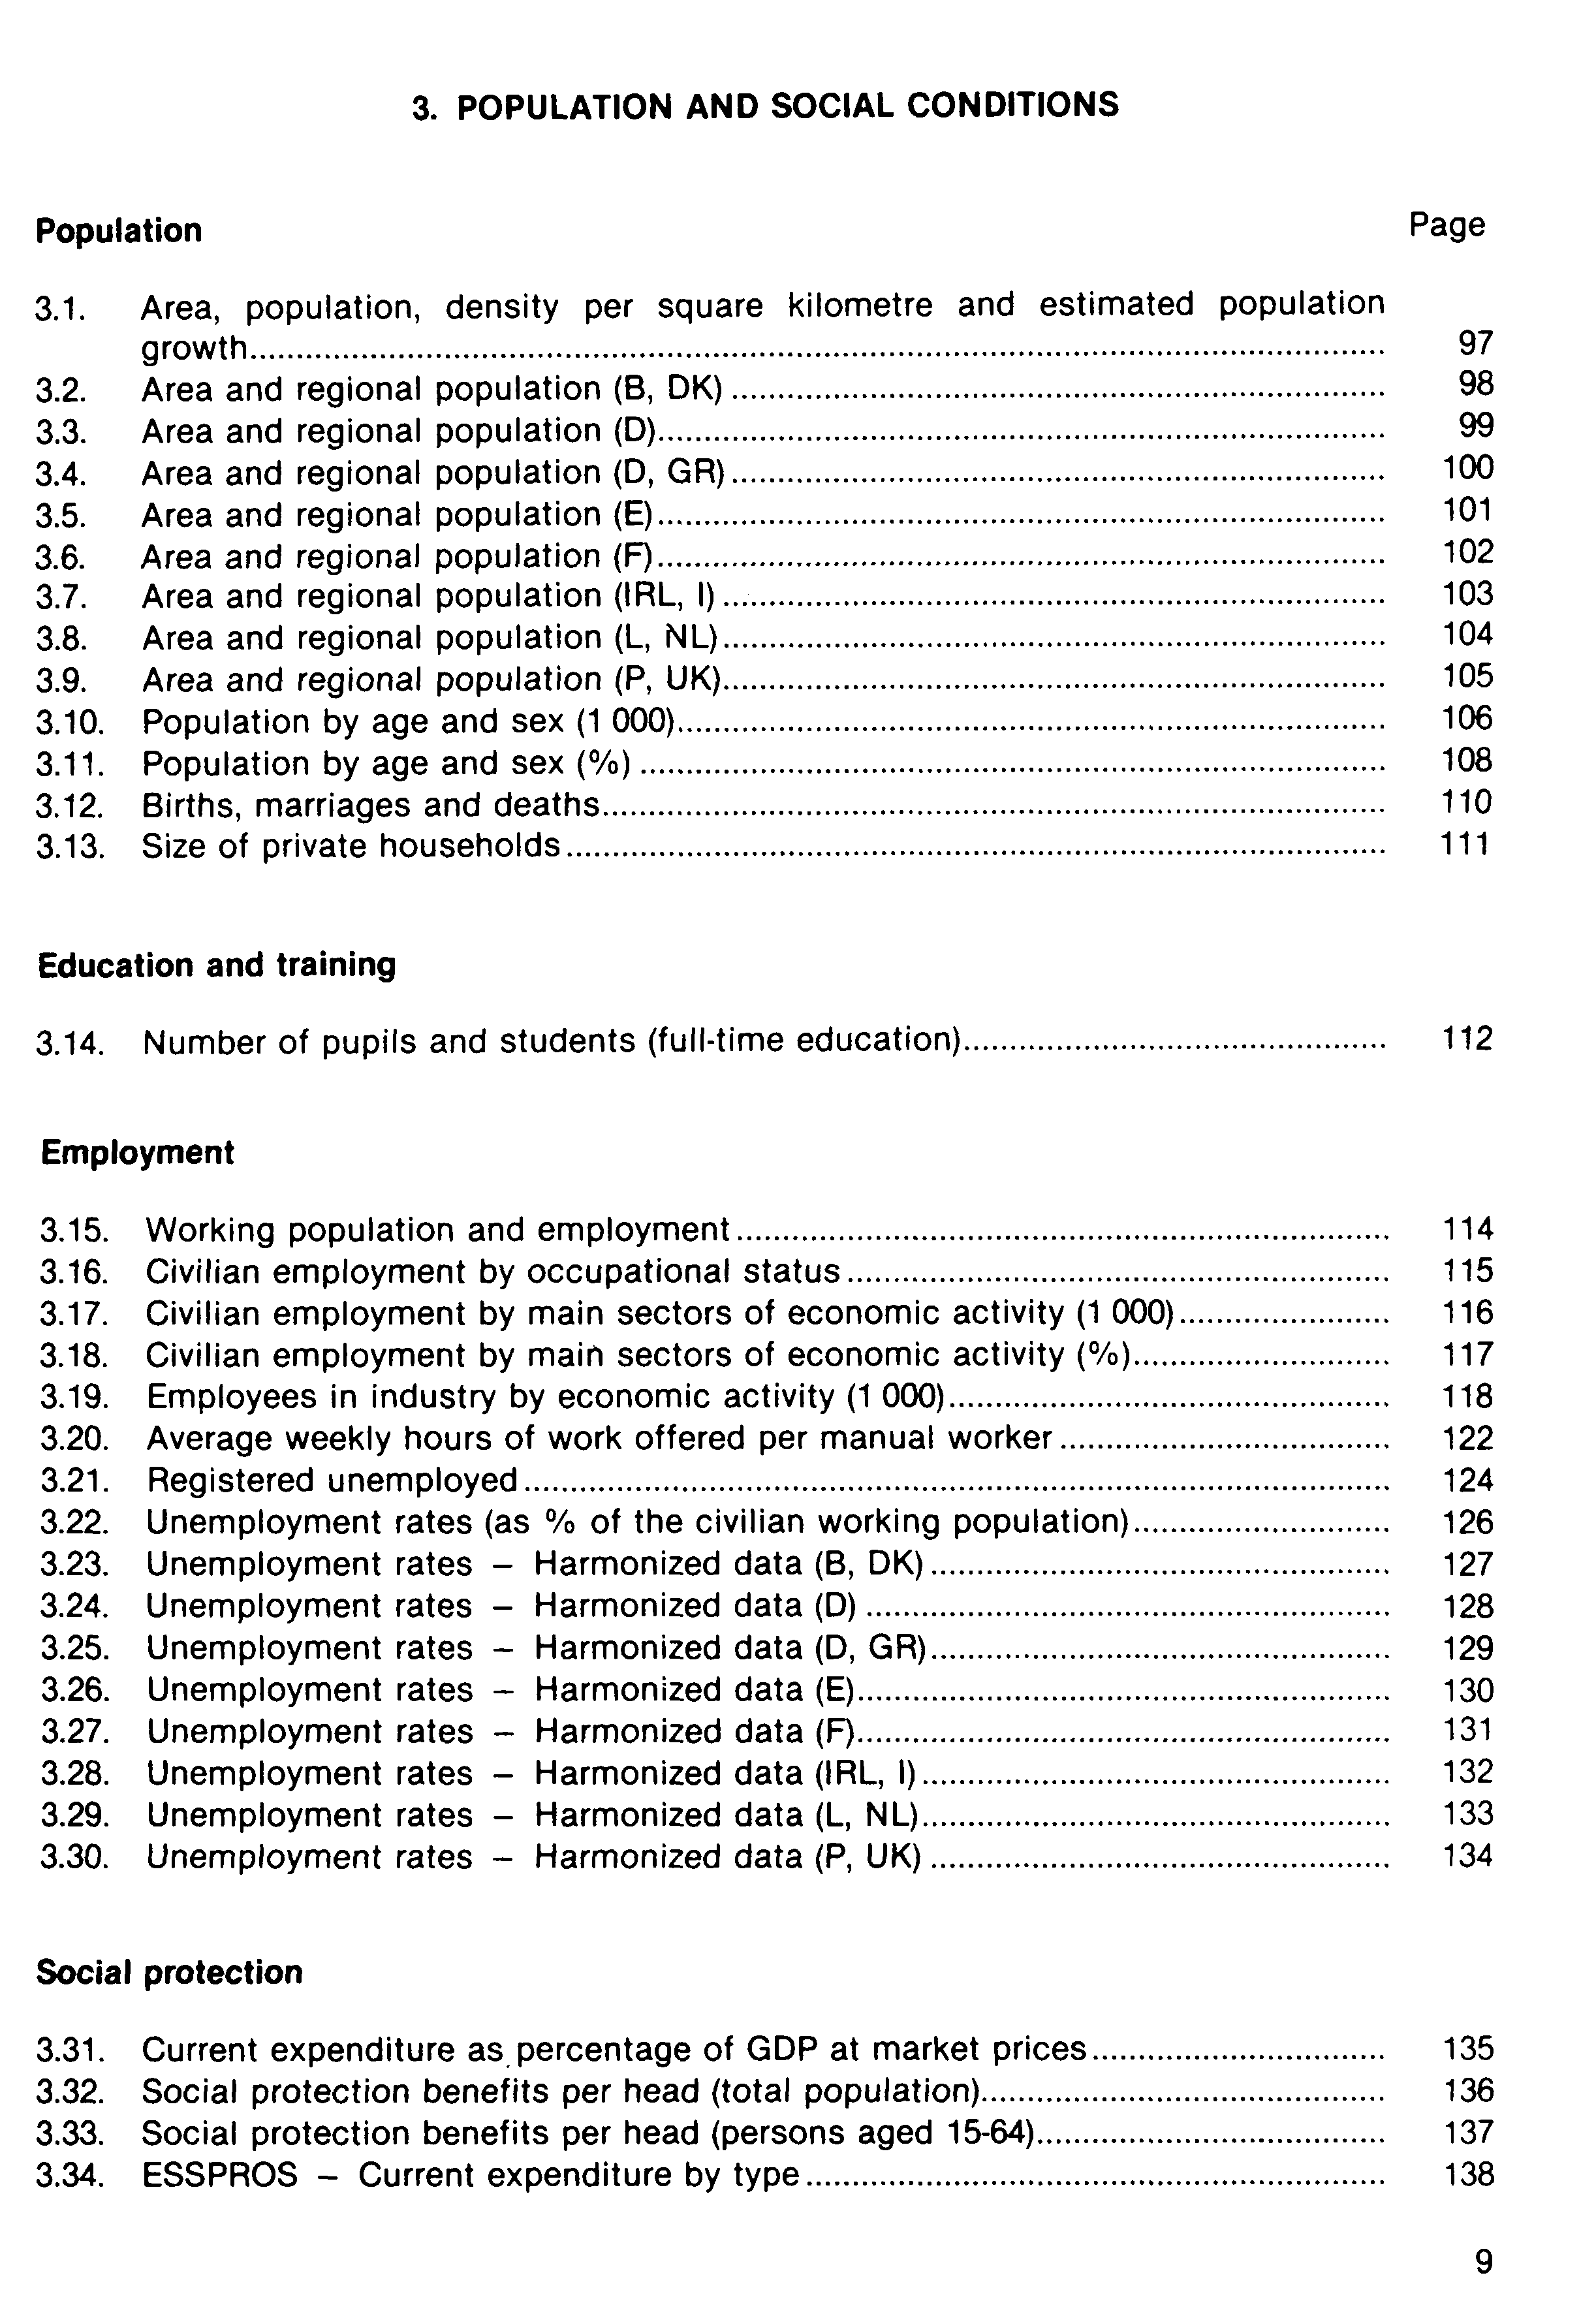 3. POPULATION AND SOCIAL CONDITIONS
Population Page
3.1. Area, population, density per square kilometre and estimated population
growth 97
3.2. Area and regional population (B, DK) 98
3.3. Area and regional population (D) 99
3.4. Area and regional population (D, GR) 100
3.5. Area and regional population (E) 101
3.6. Area and regional population (F) 102
3.7. Area and regional population (IRL, I) 103
3.8. Area and regional population (L, NL) 104
3.9. Area and regional population (P, UK) 105
3.10. Population by age and sex (1 000) 106
3.11. Population by age and sex (%) 108
3.12. Births, marriages and deaths 110
3.13. Size of private households 111
Education and training
3.14. Number of pupils and students (full-time education) 112
Employment
3.15. Working population and employment 114
3.16. Civilian employment by occupational status 115
3.17. Civilian employment by main sectors of economic activity (1 000) 116
3.18. Civilian employment by main sectors of economic activity (%) 117
3.19. Employees in industry by economic activity (1 000) 118
3.20. Average weekly hours of work offered per manual worker 122
3.21. Registered unemployed 124
3.22. Unemployment rates (as % of the civilian working population) 126
3.23. Unemployment rates – Harmonized data (B, DK) 127
3.24. Unemployment rates – Harmonized data (D) 128
3.25. Unemployment rates – Harmonized data (D, GR) 129
3.26. Unemployment rates – Harmonized data (E) 130
3.27. Unemployment rates – Harmonized data (F) 131
3.28. Unemployment rates – Harmonized data (IRL, I) 132
3.29. Unemployment rates – Harmonized data (L, NL) 133
3.30. Unemployment rates – Harmonized data (P, UK) 134
Social protection
3.31. Current expenditure as percentage of GDP at market prices 135
3.32. Social protection benefits per head (total population) 136
3.33. Social protection benefits per head (persons aged 15-64) 137
3.34. ESSPROS – Current expenditure by type 138
9